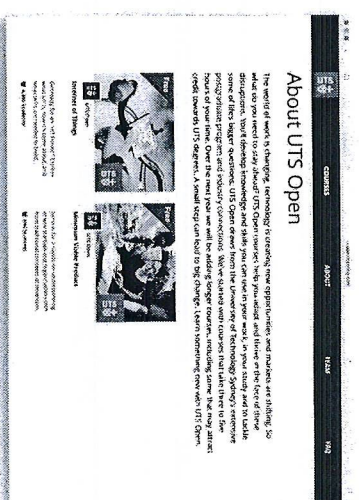 COURSES ABOUT TEAM FAQ
About UTS Open
The world of work is changing, technology is creating new opportunities and markets are shifting. So
what do you need to stay ahead? UTS Open courses help you adapt and thrive in the face of these
disruptions. You'll develop knowledge and skills you can use in your work, in your study and to tackle
some of life's bigger questions. UTS Open draws from the University of Technology Sydney's extensive
postgraduate programs and industry connections. We've started with courses that take three to five
hours of your time. Over the next year we will be adding longer courses, including some that may attract
credit towards UTS degrees. A small step can lead to big change. Learn something new with UTS Open.
Free
UTS
UTS Open
Internet of Things
Free
UTS
UTS Open
Minimum Viable Product